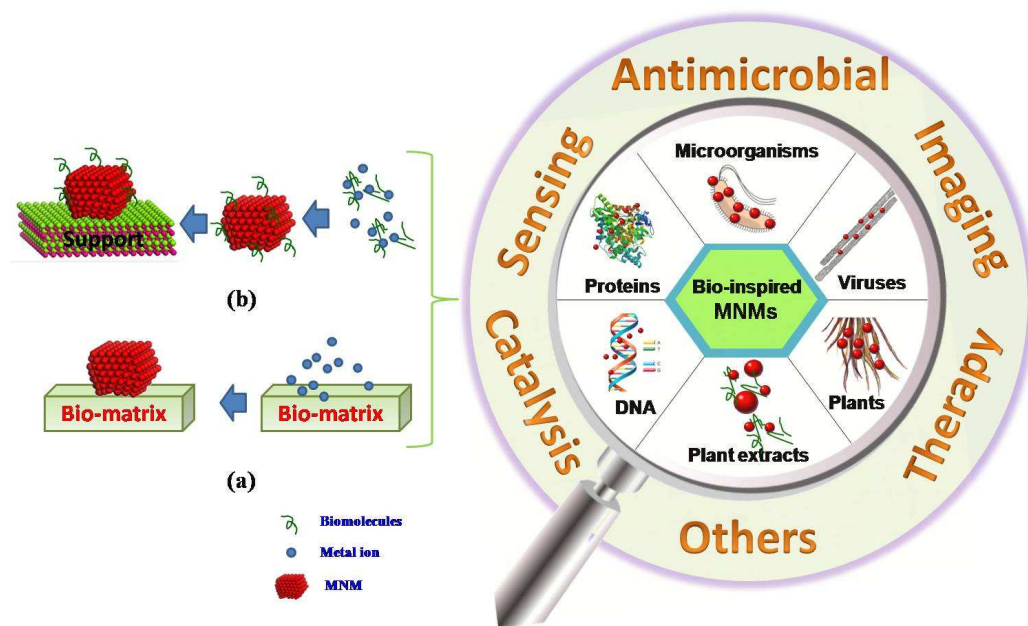 Support
(b)
Bio-matrix
Bio-matrix
(a)
Biomolecules
Metal ion
MNM
Antimicrobial
Sensing
Imaging
Catalysis
Therapy
Others
Microorganisms
Proteins
Viruses
Bio-inspired
MNMs
DNA
Plants
Plant extracts
A
T
C
G